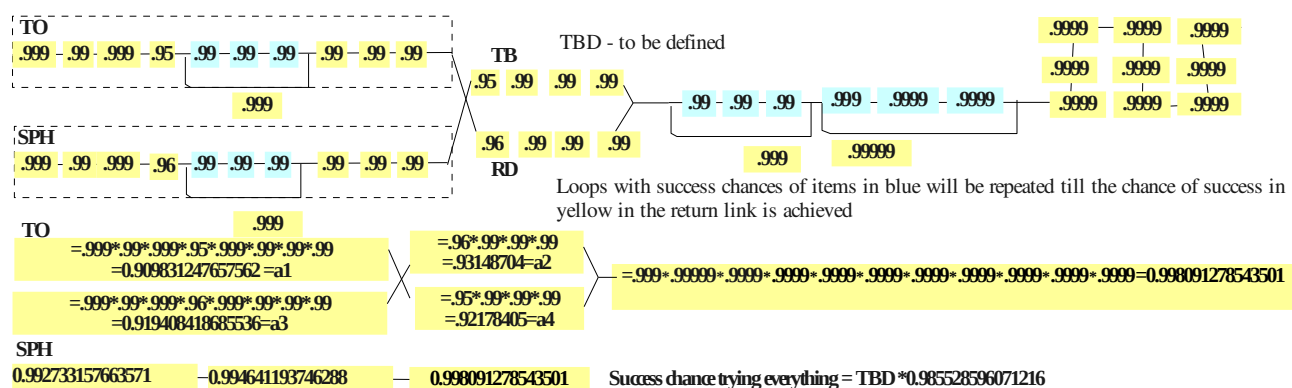 TO
.999 .99 .999 .95 .99 .99 .99 .99 .99 .99
.999
SPH
.999 .99 .999 .96 .99 .99 .99 .99 .99 .99
.999
TB
.95 .99 .99 .99
.96 .99 .99 .99
RD
TBD - to be defined
.99 .99 .99 .999 .9999 .9999
.999 .99999
.9999 .9999 .9999
.9999 .9999 .9999
.9999 .9999 .9999
Loops with success chances of items in blue will be repeated till the chance of success in
yellow in the return link is achieved
TO
=.999*.99*.999*.95*.999*.99*.99*.99
=0.909831247657562 =a1
=.999*.99*.999*.96*.999*.99*.99*.99
=0.919408418685536=a3
SPH
=.96*.99*.99*.99
=.93148704=a2
=.95*.99*.99*.99
=.92178405=a4
=.999*.99999*.9999*.9999*.9999*.9999*.9999*.9999*.9999*.9999*.9999=0.998091278543501
0.992733157663571 0.994641193746288 0.998091278543501 Success chance trying everything = TBD *0.985528596071216